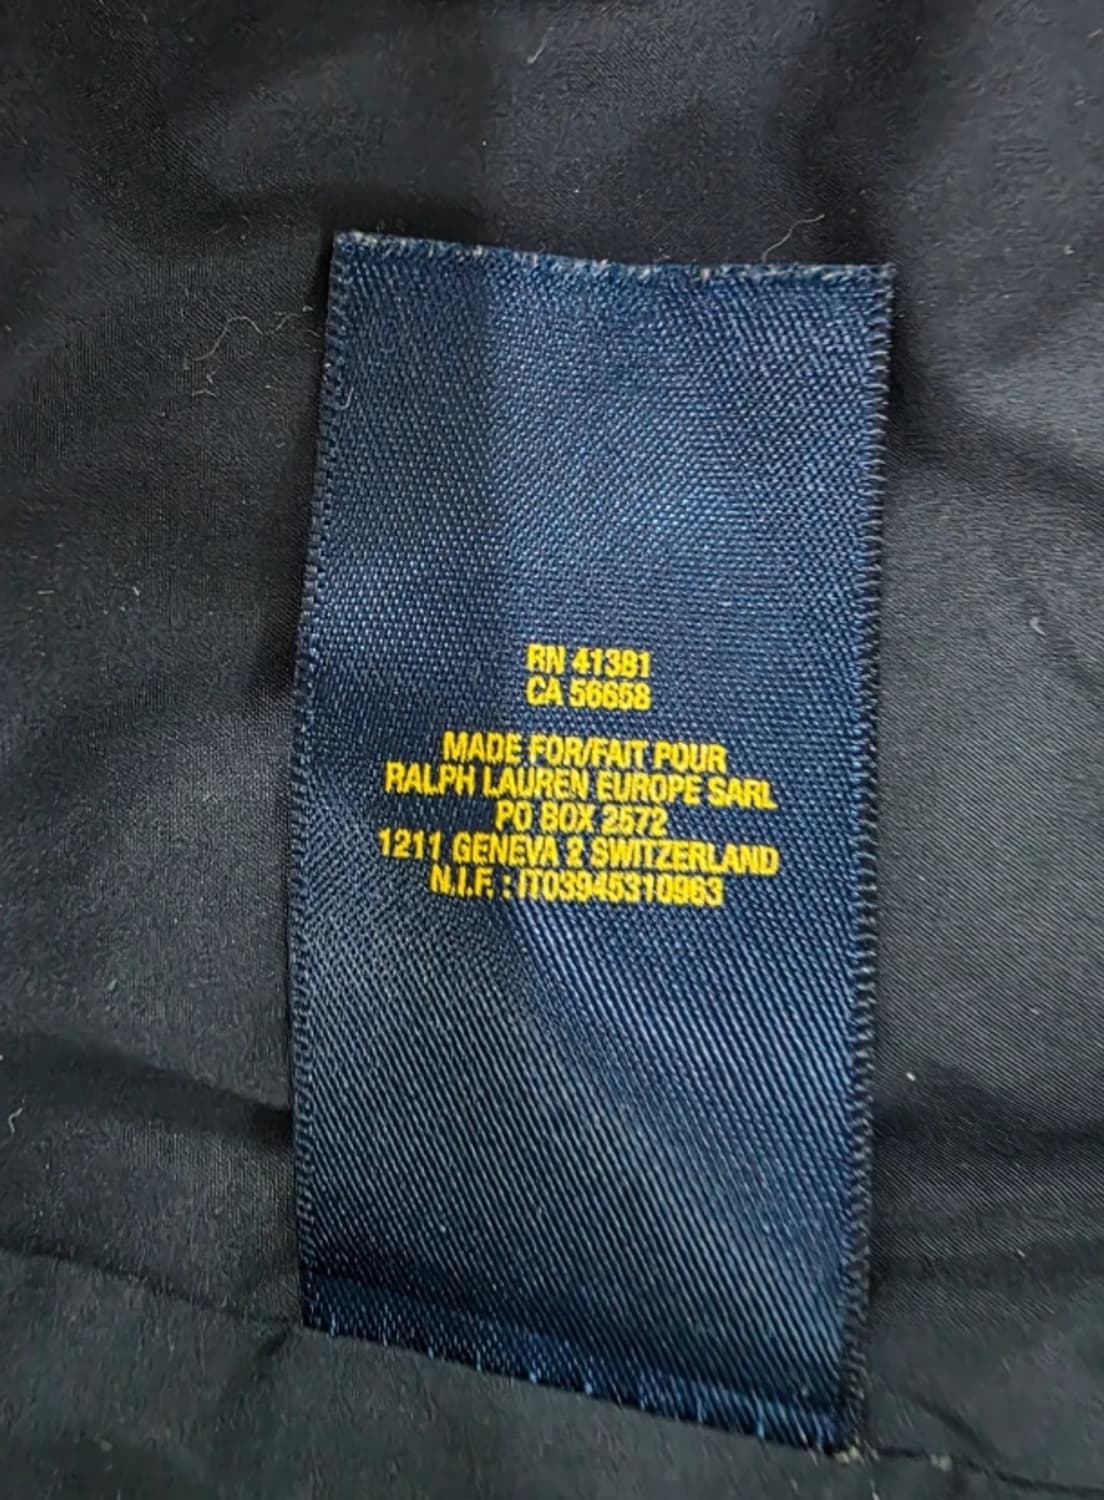 RN 41381
CA 56658
MADE FOR/FAIT POUR
RALPH LAUREN EUROPE SARL
PO BOX 2572
1211 GENEVA 2 SWITZERLAND
N.I.F. : IT03945310963